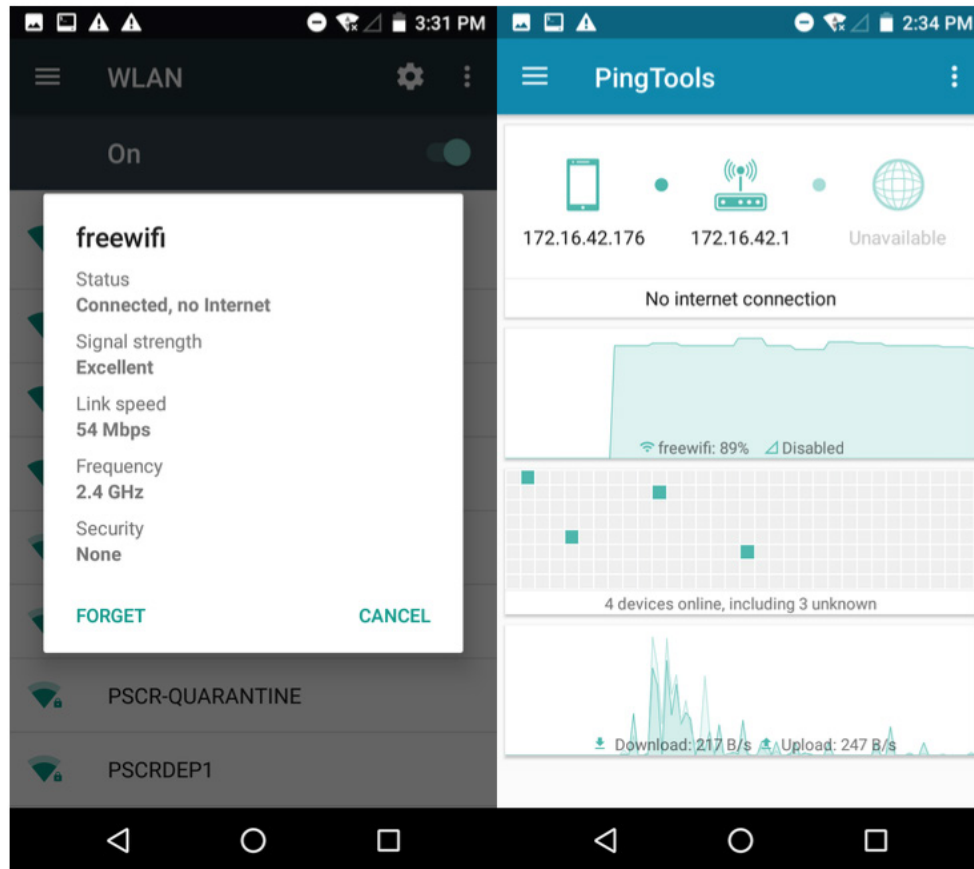 3:31 PM
WLAN
On
freewifi
Status
Connected, no Internet
Signal strength
Excellent
Link speed
54 Mbps
Frequency
2.4 GHz
Security
None
FORGET CANCEL
PSCR-QUARANTINE
PSCRDEP1
2:34 PM
PingTools
172.16.42.176 172.16.42.1 Unavailable
No internet connection
freewifi: 89% Disabled
4 devices online, including 3 unknown
Download: 217 B/s Upload: 247 B/s